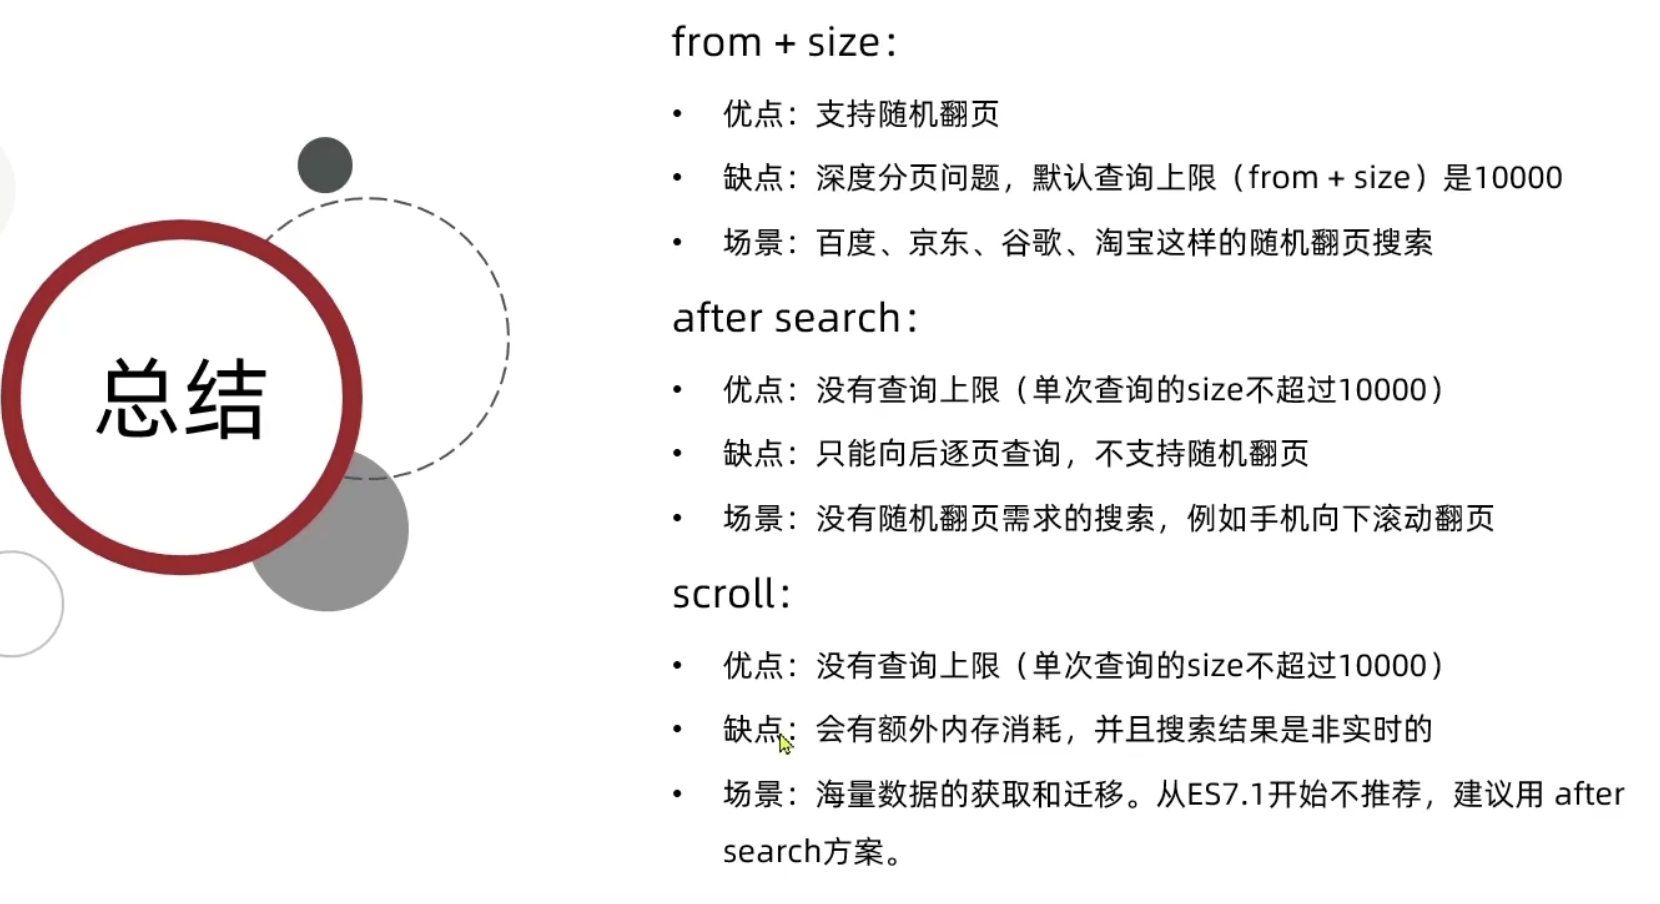 总结
from + size：
• 优点：支持随机翻页
• 缺点：深度分页问题，默认查询上限（from + size）是10000
• 场景：百度、京东、谷歌、淘宝这样的随机翻页搜索
after search：
• 优点：没有查询上限（单次查询的size不超过10000）
• 缺点：只能向后逐页查询，不支持随机翻页
• 场景：没有随机翻页需求的搜索，例如手机向下滚动翻页
scroll：
• 优点：没有查询上限（单次查询的size不超过10000）
• 缺点：会有额外内存消耗，并且搜索结果是非实时的
• 场景：海量数据的获取和迁移。从ES7.1开始不推荐，建议用 after
search方案。